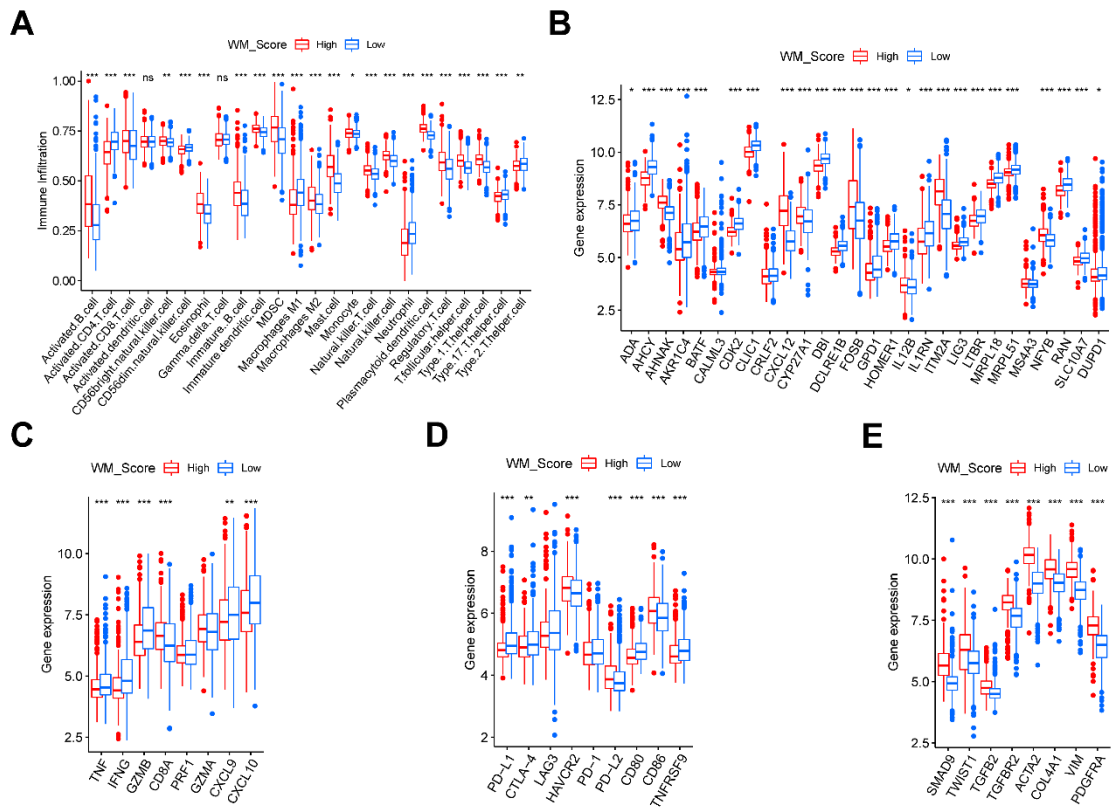 A
WM_Score High Low
*** *** *** ns ** *** *** ns *** *** *** *** *** *** * *** *** *** *** *** *** *** *** **
Immune Infiltration
1.00
0.75
0.50
0.25
0.00
Activated.B.cell
Activated.CD4.T.cell
Activated.CD8.T.cell
Activated.dendritic.cell
CD56bright.natural.killer.cell
CD56dim.natural.killer.cell
Eosinophil
Gamma.delta.T.cell
Immature..B.cell
Immature.dendritic.cell
MDSC
Macrophages M1
Macrophages M2
Mast.cell
Monocyte
Natural.killer.T.cell
Natural.killer.cell
Neutrophil
Plasmacytoid.dendritic.cell
Regulatory.T.cell
T.follicular.helper.cell
Type.1.T.helper.cell
Type.17.T.helper.cell
Type.2.T.helper.cell
B
WM_Score High Low
* *** *** *** *** *** *** *** *** *** *** *** *** *** * *** *** *** *** *** *** *** *** *** *
Gene expression
12.5
10.0
7.5
5.0
2.5
ADA
AHCY
AHNAK
AKR1C4
BATF
CALML3
CDK2
CLIC1
CRLF2
CXCL12
CYP27A1
DBI
DCLRE1B
FOSB
GPD1
HOMER1
IL12B
IL1RN
ITM2A
LIG3
LTBR
MRPL18
MRPL51
MS4A3
NFYB
RAN
SLC10A7
DUPD1
C
WM_Score High Low
*** *** *** *** ** ***
Gene expression
10.0
7.5
5.0
2.5
TNF
IFNG
GZMB
CD8A
PRF1
GZMA
CXCL9
CXCL10
D
WM_Score High Low
*** ** *** *** *** *** ***
Gene expression
8
6
4
2
PD-L1
CTLA-4
LAG3
HAVCR2
PD-1
PD-L2
CD80
CD86
TNFRSF9
E
WM_Score High Low
*** *** *** *** *** *** *** ***
Gene expression
12.5
10.0
7.5
5.0
2.5
SMAD9
TWIST1
TGFB2
TGFBR2
ACTA2
COL4A1
VIM
PDGFRA